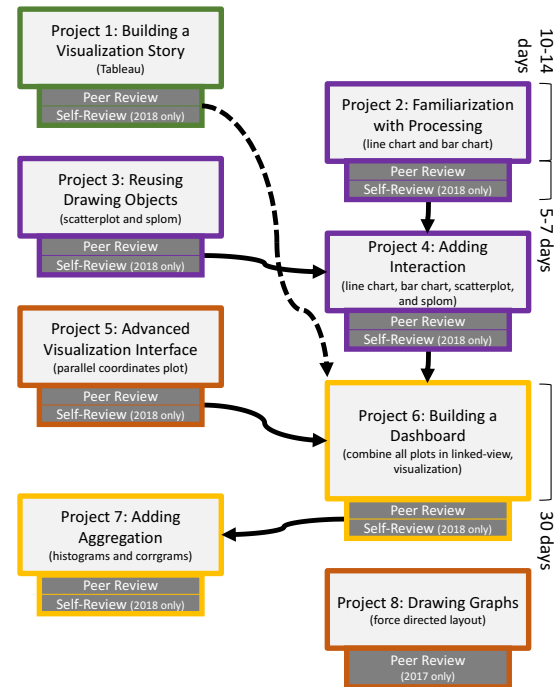 Project 1: Building a
Visualization Story
(Tableau)
Peer Review
Self-Review (2018 only)
Project 2: Familiarization
with Processing
(line chart and bar chart)
Peer Review
Self-Review (2018 only)
10-14
days
5-7 days
Project 3: Reusing
Drawing Objects
(scatterplot and splom)
Peer Review
Self-Review (2018 only)
Project 4: Adding
Interaction
(line chart, bar chart, scatterplot,
and splom)
Peer Review
Self-Review (2018 only)
Project 5: Advanced
Visualization Interface
(parallel coordinates plot)
Peer Review
Self-Review (2018 only)
Project 6: Building a
Dashboard
(combine all plots in linked-view,
visualization)
Peer Review
Self-Review (2018 only)
30 days
Project 7: Adding
Aggregation
(histograms and corrgrams)
Peer Review
Self-Review (2018 only)
Project 8: Drawing Graphs
(force directed layout)
Peer Review
(2017 only)